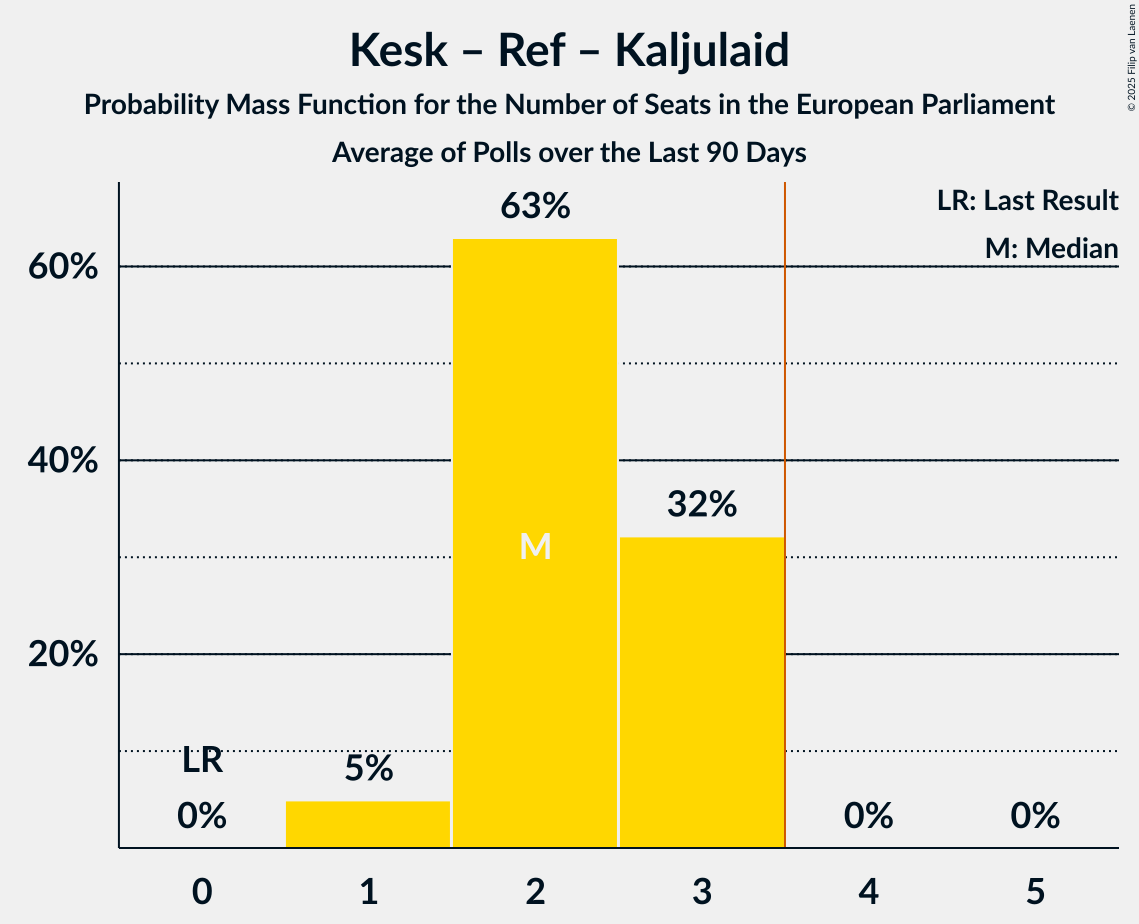 Kesk – Ref – Kaljulaid
Probability Mass Function for the Number of Seats in the European Parliament
Average of Polls over the Last 90 Days
© 2025 Filip van Laenen
LR: Last Result
M: Median
63%
60%
40%
32%
M
20%
LR
5%
0%
0%
0%
0
1
2
3
4
5